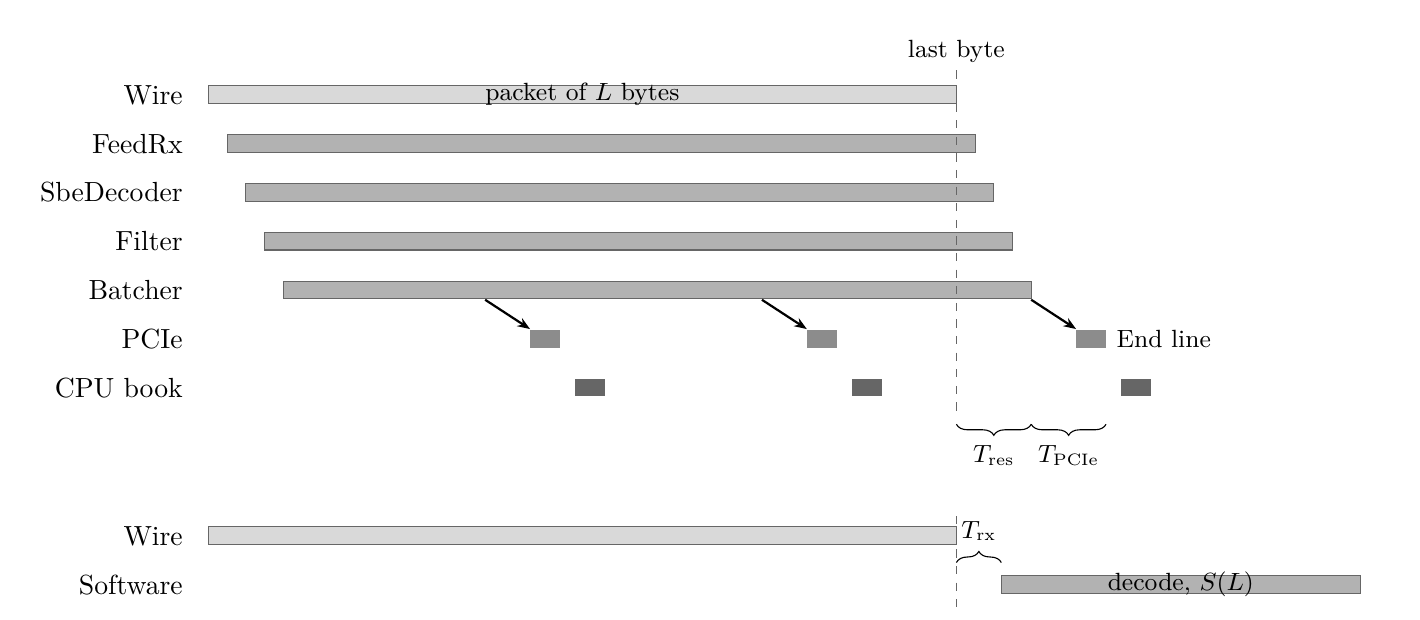 last byte
Wire packet of L bytes
FeedRx
SbeDecoder
Filter
Batcher
PCIe End line
CPU book
T_res T_PCIe
Wire T_rx
Software decode, S(L)